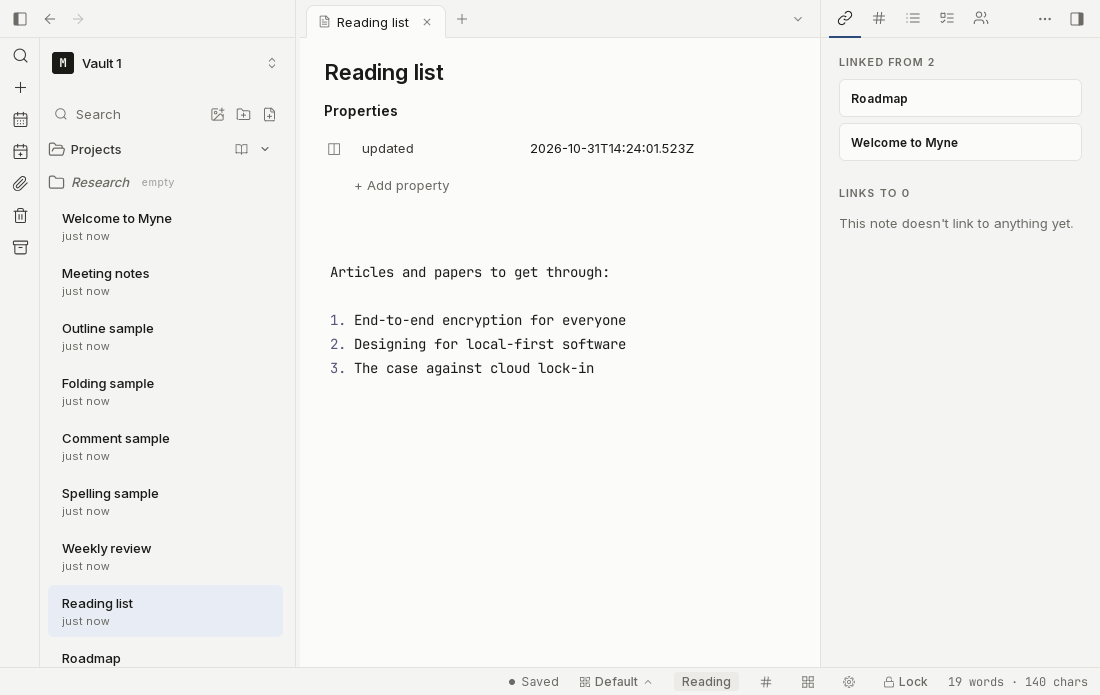 Reading list
M Vault 1
Search
Projects
Research empty
Welcome to Myne
just now
Meeting notes
just now
Outline sample
just now
Folding sample
just now
Comment sample
just now
Spelling sample
just now
Weekly review
just now
Reading list
just now
Roadmap
Reading list
Properties
updated 2026-10-31T14:24:01.523Z
+ Add property
Articles and papers to get through:
1. End-to-end encryption for everyone
2. Designing for local-first software
3. The case against cloud lock-in
LINKED FROM 2
Roadmap
Welcome to Myne
LINKS TO 0
This note doesn't link to anything yet.
Saved Default Reading Lock 19 words · 140 chars